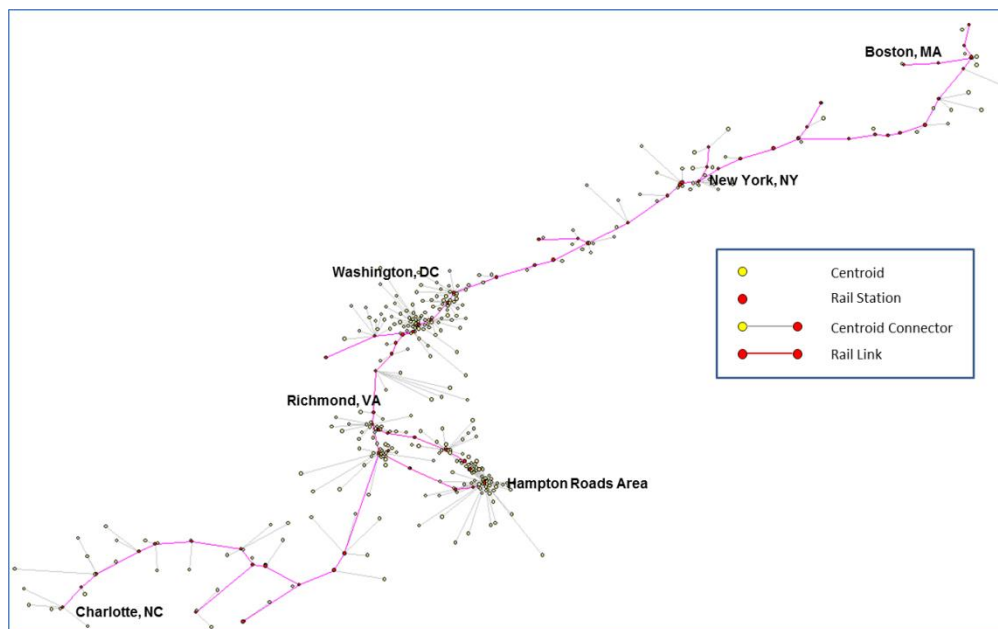 Boston, MA
New York, NY
Washington, DC
Centroid
Rail Station
Centroid Connector
Rail Link
Richmond, VA
Hampton Roads Area
Charlotte, NC